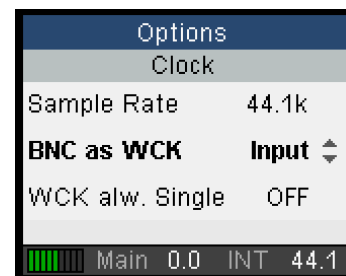 Options
Clock
Sample Rate 44.1k
BNC as WCK Input
WCK alw. Single OFF
Main 0.0 INT 44.1